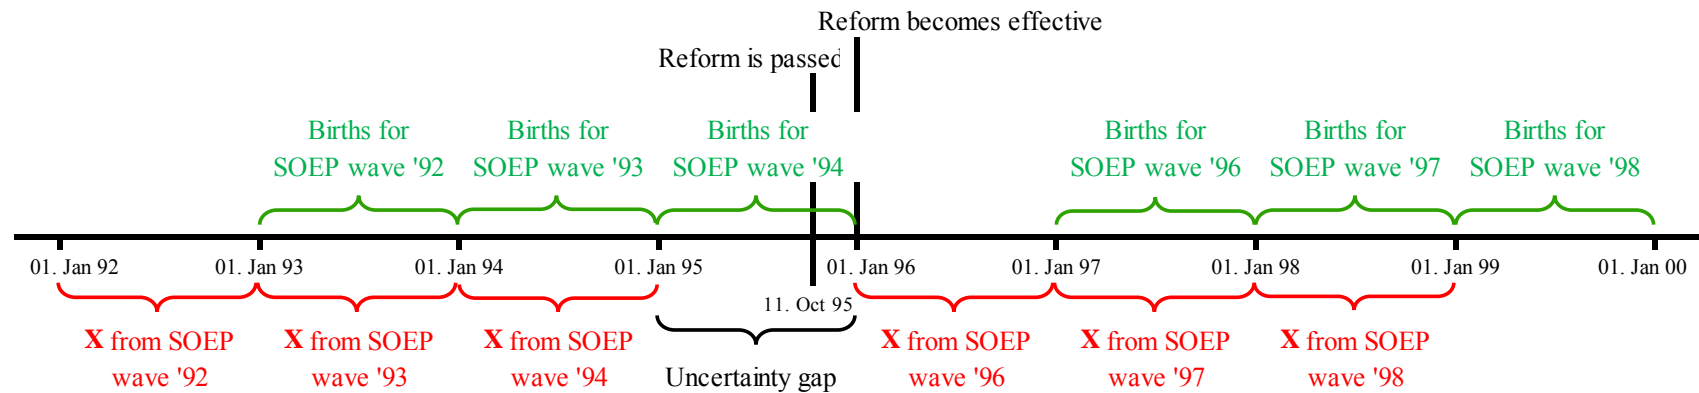 Reform becomes effective
Reform is passed
Births for
SOEP wave '92
Births for
SOEP wave '93
Births for
SOEP wave '94
Births for
SOEP wave '96
Births for
SOEP wave '97
Births for
SOEP wave '98
01. Jan 92
01. Jan 93
01. Jan 94
01. Jan 95
01. Jan 96
01. Jan 97
01. Jan 98
01. Jan 99
01. Jan 00
11. Oct 95
X from SOEP
wave '92
X from SOEP
wave '93
X from SOEP
wave '94
Uncertainty gap
X from SOEP
wave '96
X from SOEP
wave '97
X from SOEP
wave '98